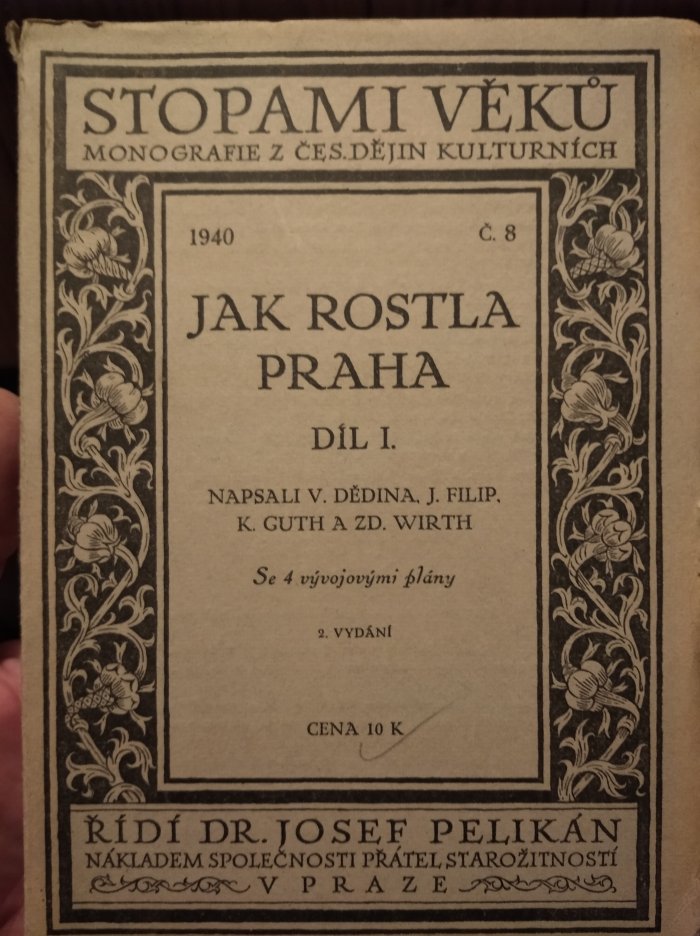 STOPAMI VĚKŮ
MONOGRAFIE Z ČES. DĚJIN KULTURNÍCH
1940 Č. 8
JAK ROSTLA
PRAHA
DÍL I.
NAPSALI V. DĚDINA, J. FILIP,
K. GUTH A ZD. WIRTH
Se 4 vývojovými plány
2. VYDÁNÍ
CENA 10 K
ŘÍDÍ DR. JOSEF PELIKÁN
NÁKLADEM SPOLEČNOSTI PŘÁTEL STAROŽITNOSTÍ
V PRAZE